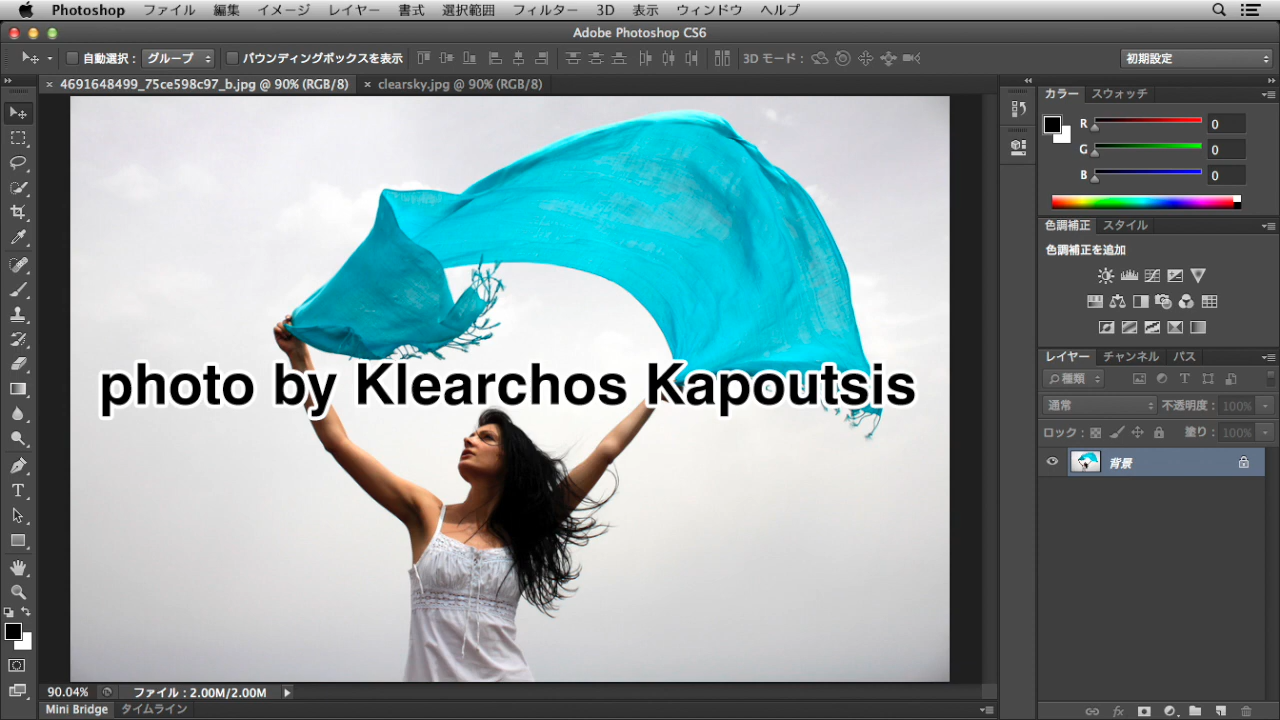 Photoshop ファイル 編集 イメージ レイヤー 書式 選択範囲 フィルター 3D 表示 ウィンドウ ヘルプ
Adobe Photoshop CS6
自動選択： グループ バウンディングボックスを表示 3D モード： 初期設定
× 4691648499_75ce598c97_b.jpg @ 90% (RGB/8) × clearsky.jpg @ 90% (RGB/8)
カラー スウォッチ
R 0
G 0
B 0
色調補正 スタイル
色調補正を追加
レイヤー チャンネル パス
種類
通常 不透明度： 100%
ロック： 塗り： 100%
背景
photo by Klearchos Kapoutsis
90.04% ファイル：2.00M/2.00M
Mini Bridge タイムライン